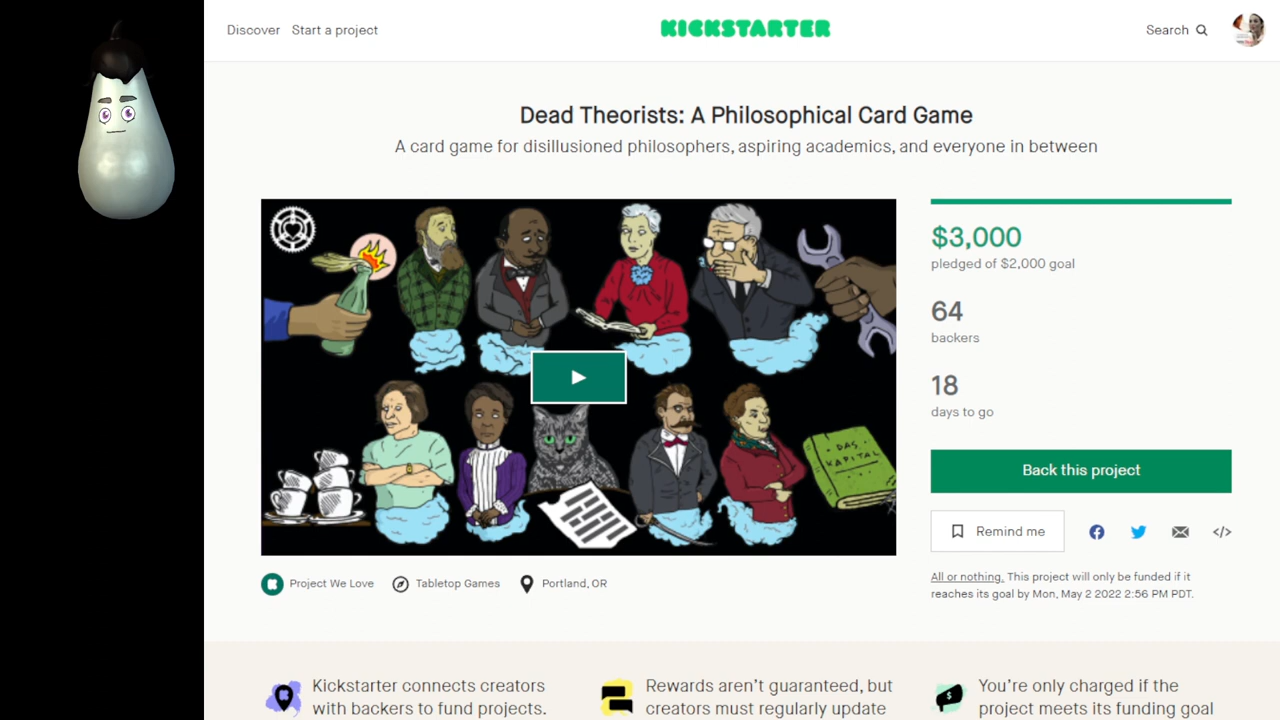 Discover Start a project
KICKSTARTER
Search
Dead Theorists: A Philosophical Card Game
A card game for disillusioned philosophers, aspiring academics, and everyone in between
DAS
KAPITAL
$3,000
pledged of $2,000 goal
64
backers
18
days to go
Back this project
Remind me
All or nothing. This project will only be funded if it
reaches its goal by Mon, May 2 2022 2:56 PM PDT.
Project We Love Tabletop Games Portland, OR
Kickstarter connects creators
with backers to fund projects.
Rewards aren't guaranteed, but
creators must regularly update
You're only charged if the
project meets its funding goal